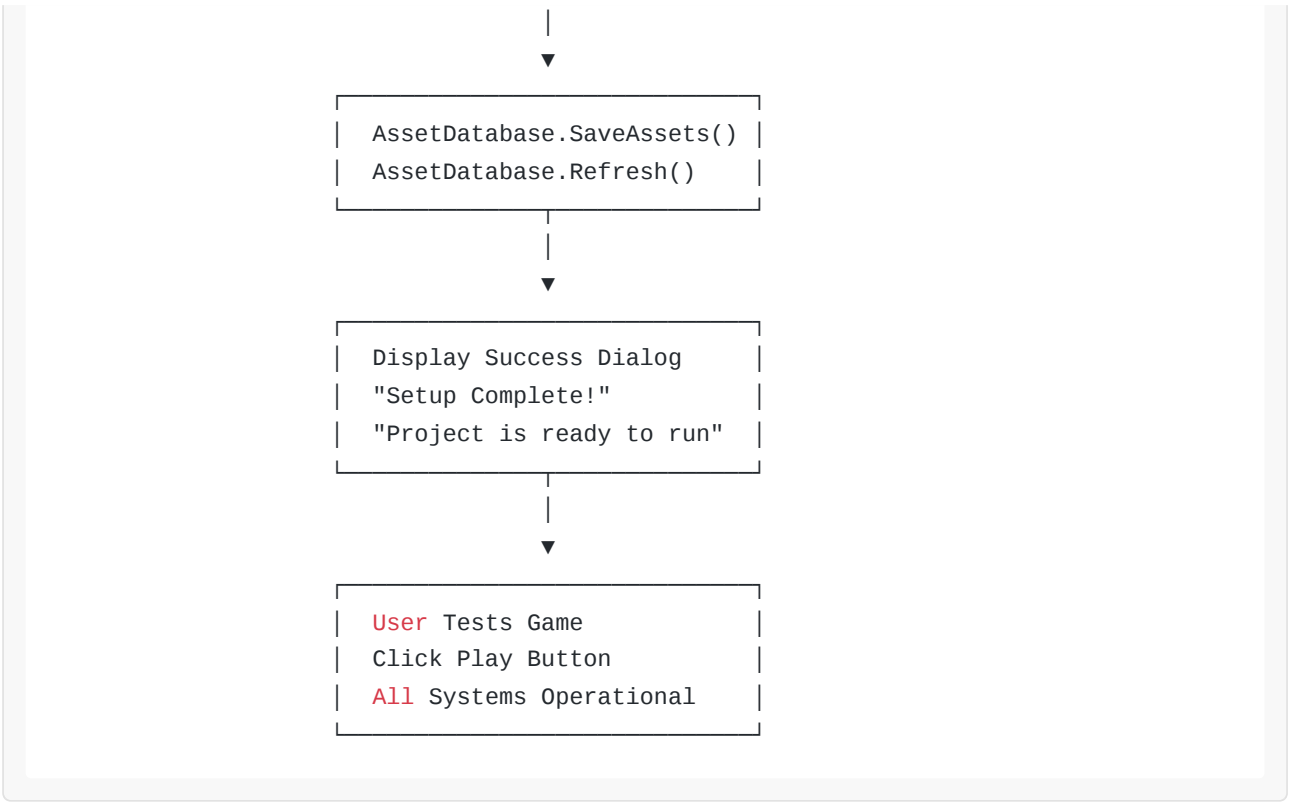 AssetDatabase.SaveAssets()
AssetDatabase.Refresh()
Display Success Dialog
"Setup Complete!"
"Project is ready to run"
User Tests Game
Click Play Button
All Systems Operational